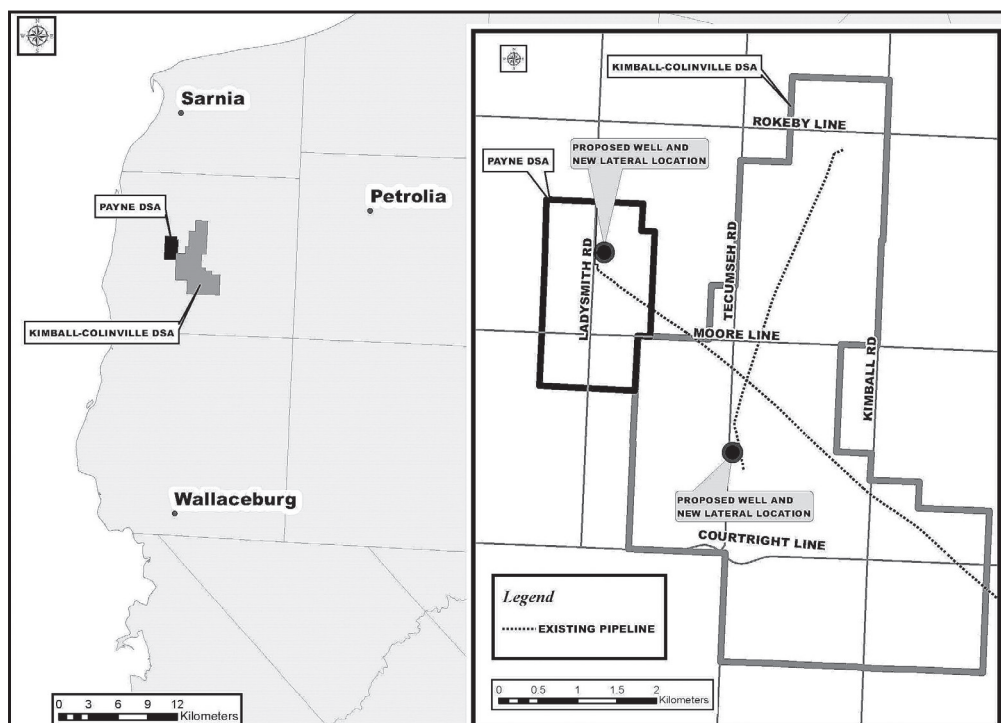 Sarnia
PAYNE DSA
Petrolia
KIMBALL-COLINVILLE DSA
Wallaceburg
0 3 6 9 12
Kilometers
KIMBALL-COLINVILLE DSA
ROKEBY LINE
PROPOSED WELL AND
NEW LATERAL LOCATION
PAYNE DSA
LADYSMITH RD
TECUMSEH RD
MOORE LINE
KIMBALL RD
PROPOSED WELL AND
NEW LATERAL LOCATION
COURTRIGHT LINE
Legend
EXISTING PIPELINE
0 0.5 1 2
Kilometers